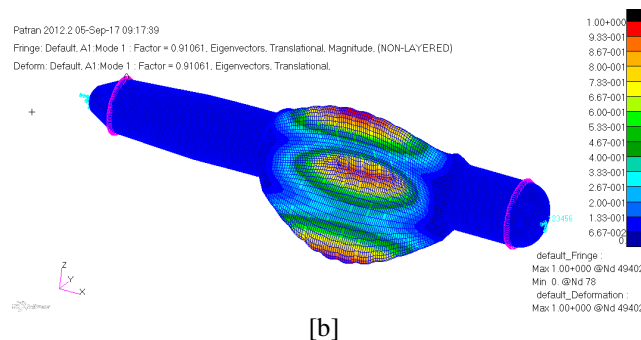 Patran 2012.2 05-Sep-17 09:17:39
Fringe: Default, A1:Mode 1 : Factor = 0.91061, Eigenvectors, Translational, Magnitude, (NON-LAYERED)
Deform: Default, A1:Mode 1 : Factor = 0.91061, Eigenvectors, Translational,
1.00+000
9.33-001
8.67-001
8.00-001
7.33-001
6.67-001
6.00-001
5.33-001
4.67-001
4.00-001
3.33-001
2.67-001
2.00-001
1.33-001
6.67-002
0.
23456
default_Fringe :
Max 1.00+000 @Nd 49402
Min 0. @Nd 78
default_Deformation :
Max 1.00+000 @Nd 49402
Z
Y
X
[b]